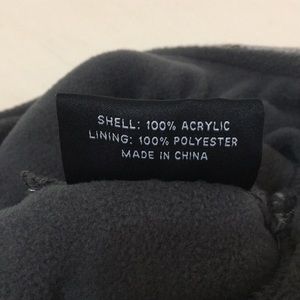 SHELL: 100% ACRYLIC
LINING: 100% POLYESTER
MADE IN CHINA